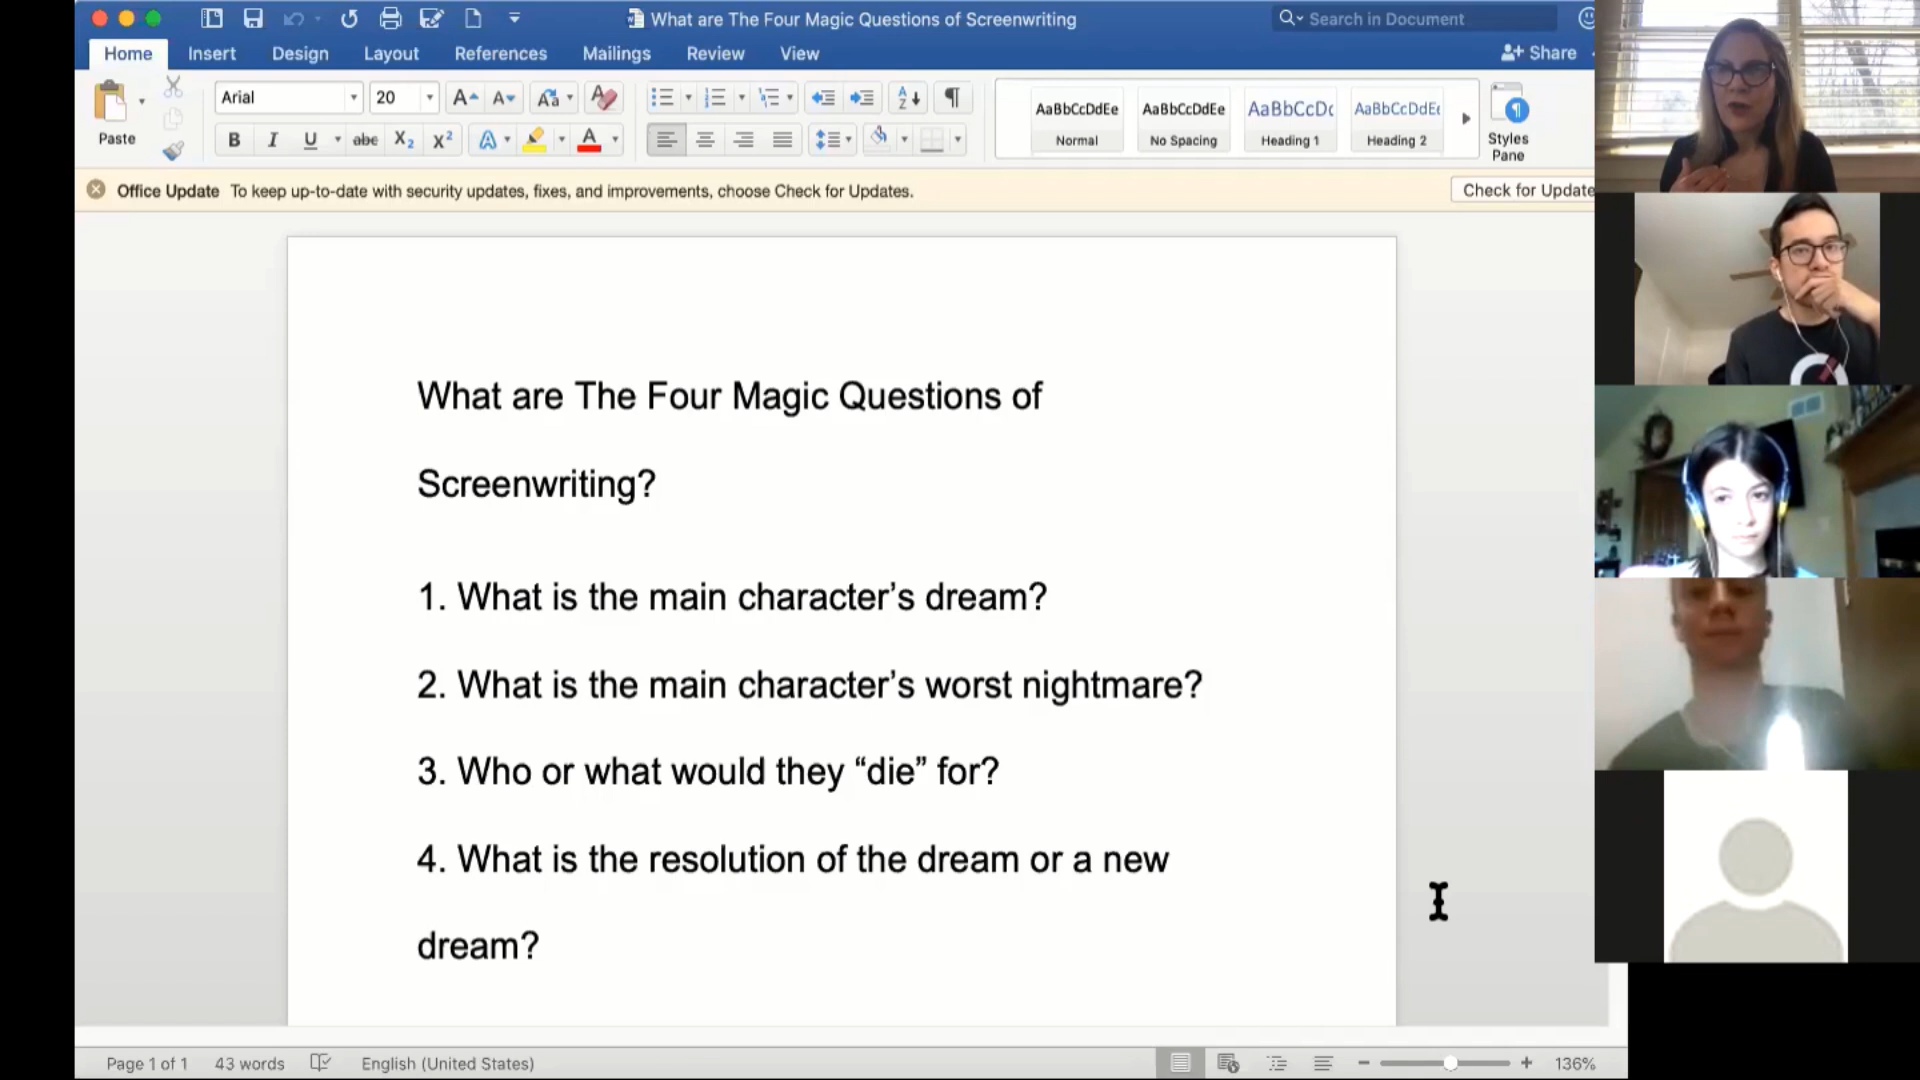 What are The Four Magic Questions of Screenwriting
Search in Document
Home Insert Design Layout References Mailings Review View
Share
Paste
Arial 20
AaBbCcDdEe AaBbCcDdEe AaBbCcDc AaBbCcDdEe
Normal No Spacing Heading 1 Heading 2
Styles
Pane
Office Update To keep up-to-date with security updates, fixes, and improvements, choose Check for Updates.
Check for Update
What are The Four Magic Questions of
Screenwriting?
1. What is the main character’s dream?
2. What is the main character’s worst nightmare?
3. Who or what would they “die” for?
4. What is the resolution of the dream or a new
dream?
Page 1 of 1 43 words English (United States)
136%